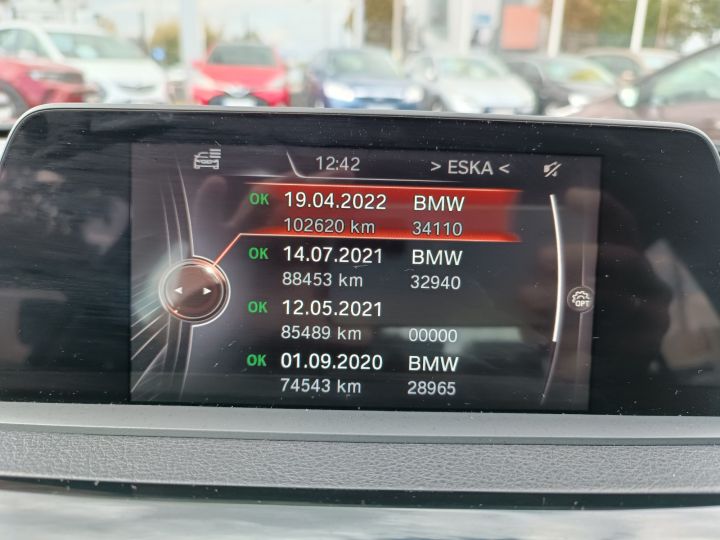 12:42 > ESKA <
OK 19.04.2022 BMW
102620 km 34110
OK 14.07.2021 BMW
88453 km 32940
OK 12.05.2021
85489 km 00000
OK 01.09.2020 BMW
74543 km 28965
OPT